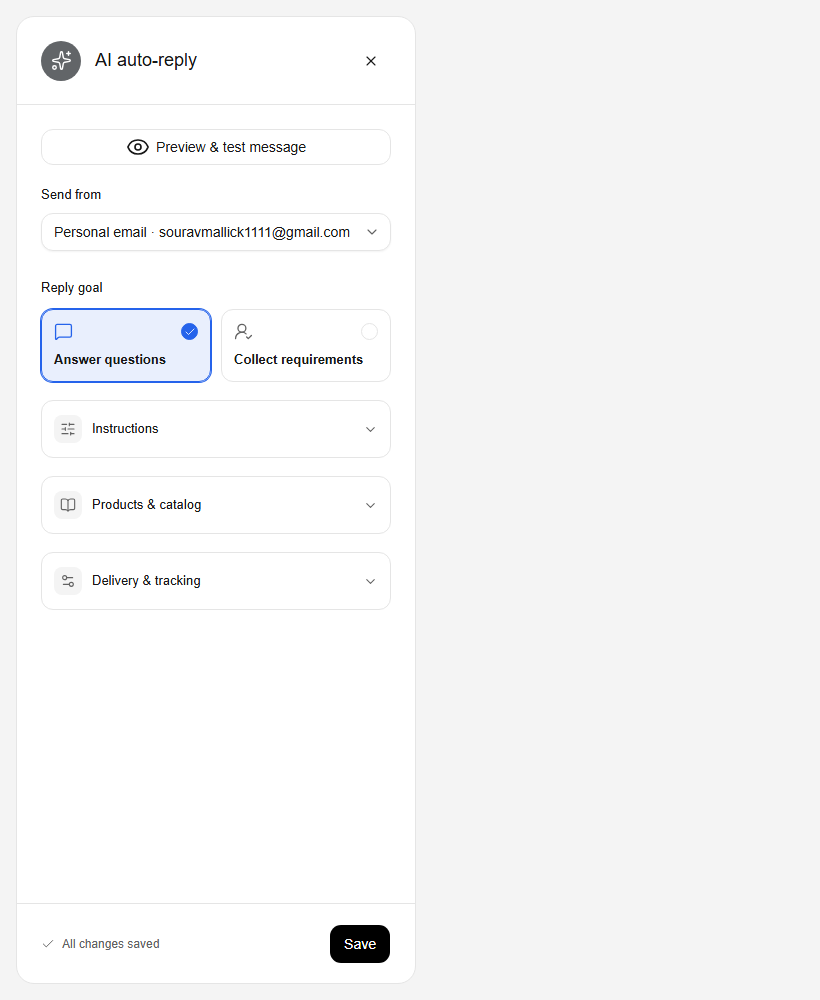 AI auto-reply
Preview & test message
Send from
Personal email · souravmallick1111@gmail.com
Reply goal
Answer questions
Collect requirements
Instructions
Products & catalog
Delivery & tracking
All changes saved
Save